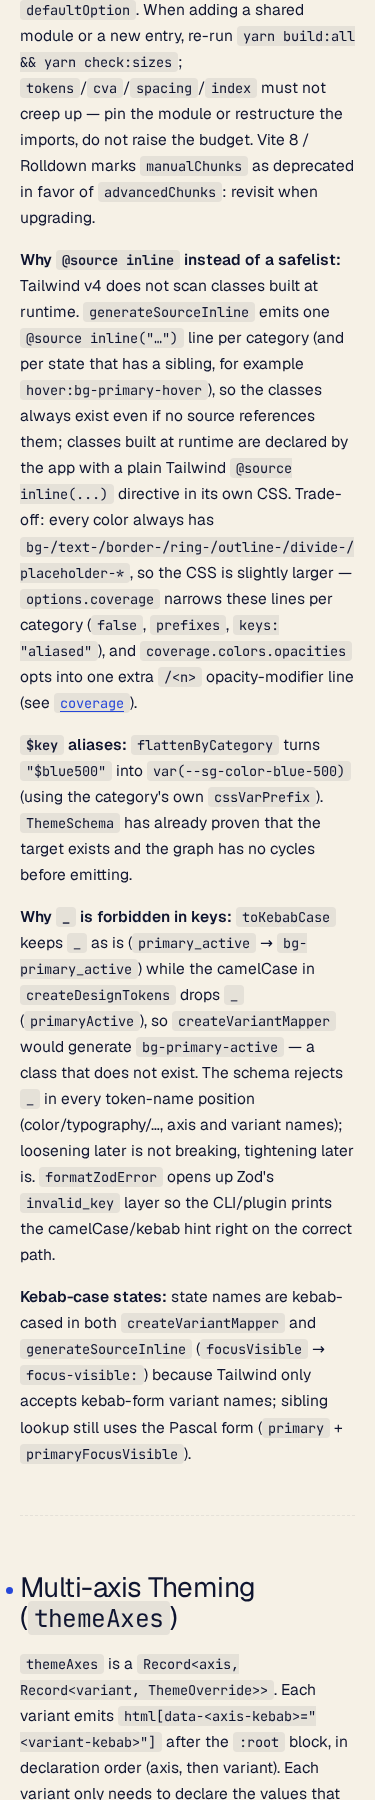 defaultOption. When adding a shared
module or a new entry, re-run yarn build:all
&& yarn check:sizes;
tokens/cva/spacing/index must not
creep up — pin the module or restructure the
imports, do not raise the budget. Vite 8 /
Rolldown marks manualChunks as deprecated
in favor of advancedChunks: revisit when
upgrading.
Why @source inline instead of a safelist:
Tailwind v4 does not scan classes built at
runtime. generateSourceInline emits one
@source inline("…") line per category (and
per state that has a sibling, for example
hover:bg-primary-hover), so the classes
always exist even if no source references
them; classes built at runtime are declared by
the app with a plain Tailwind @source
inline(...) directive in its own CSS. Trade-
off: every color always has
bg-/text-/border-/ring-/outline-/divide-/
placeholder-*, so the CSS is slightly larger —
options.coverage narrows these lines per
category (false, prefixes, keys:
"aliased"), and coverage.colors.opacities
opts into one extra /<n> opacity-modifier line
(see coverage).
$key aliases: flattenByCategory turns
"$blue500" into var(--sg-color-blue-500)
(using the category's own cssVarPrefix).
ThemeSchema has already proven that the
target exists and the graph has no cycles
before emitting.
Why _ is forbidden in keys: toKebabCase
keeps _ as is (primary_active → bg-
primary_active) while the camelCase in
createDesignTokens drops _
(primaryActive), so createVariantMapper
would generate bg-primary-active — a
class that does not exist. The schema rejects
_ in every token-name position
(color/typography/…, axis and variant names);
loosening later is not breaking, tightening later
is. formatZodError opens up Zod's
invalid_key layer so the CLI/plugin prints
the camelCase/kebab hint right on the correct
path.
Kebab-case states: state names are kebab-
cased in both createVariantMapper and
generateSourceInline (focusVisible →
focus-visible:) because Tailwind only
accepts kebab-form variant names; sibling
lookup still uses the Pascal form (primary +
primaryFocusVisible).
Multi-axis Theming
(themeAxes)
themeAxes is a Record<axis,
Record<variant, ThemeOverride>>. Each
variant emits html[data-<axis-kebab>="
<variant-kebab>"] after the :root block, in
declaration order (axis, then variant). Each
variant only needs to declare the values that